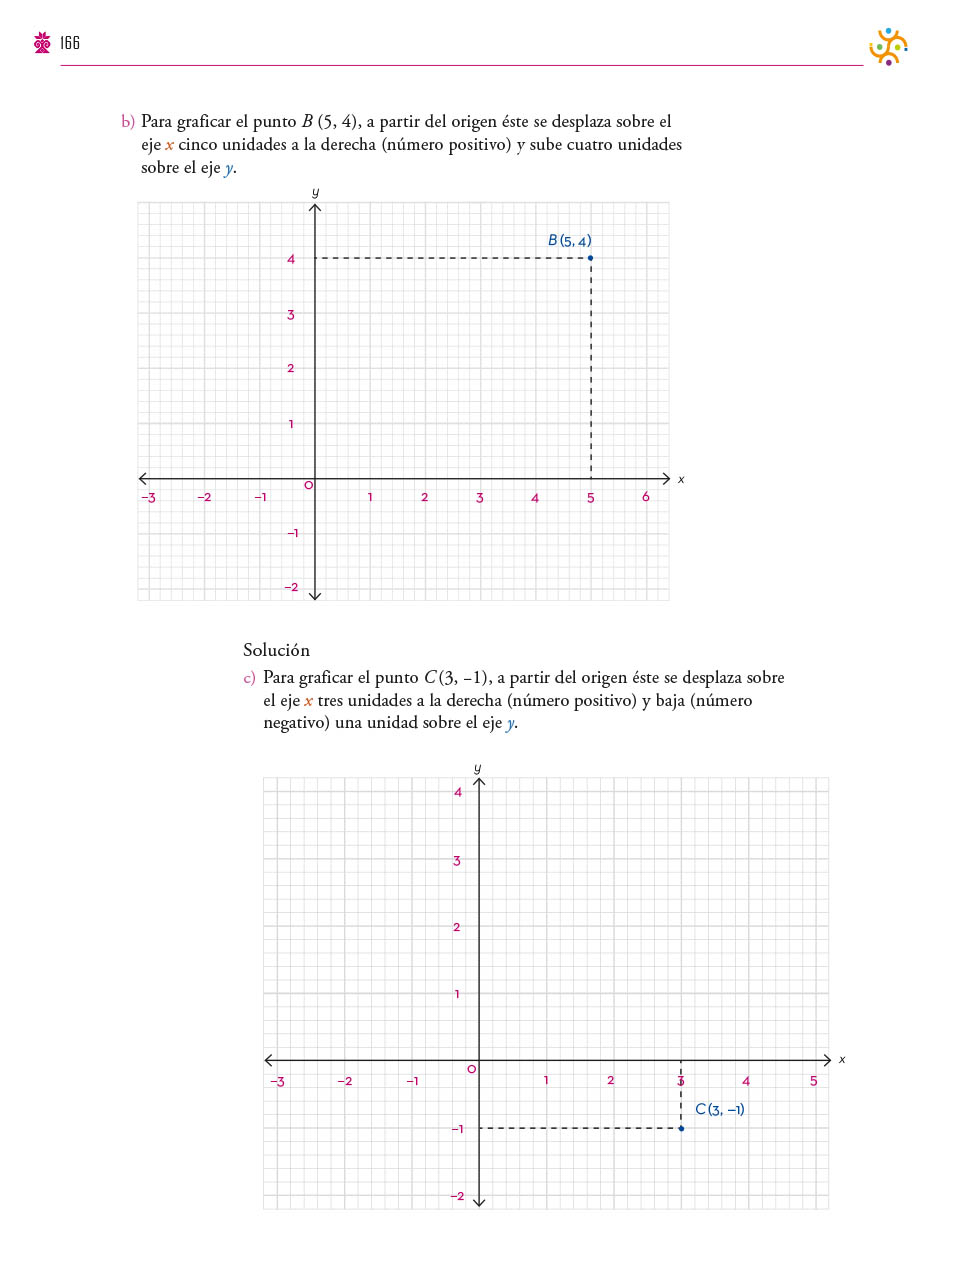 166
b) Para graficar el punto B (5, 4), a partir del origen éste se desplaza sobre el
eje x cinco unidades a la derecha (número positivo) y sube cuatro unidades
sobre el eje y.
y
B (5, 4)
4
3
2
1
0
x
–3 –2 –1 1 2 3 4 5 6
–1
–2
Solución
c) Para graficar el punto C (3, –1), a partir del origen éste se desplaza sobre
el eje x tres unidades a la derecha (número positivo) y baja (número
negativo) una unidad sobre el eje y.
y
4
3
2
1
x
0
–3 –2 –1 1 2 3 4 5
C (3, –1)
–1
–2